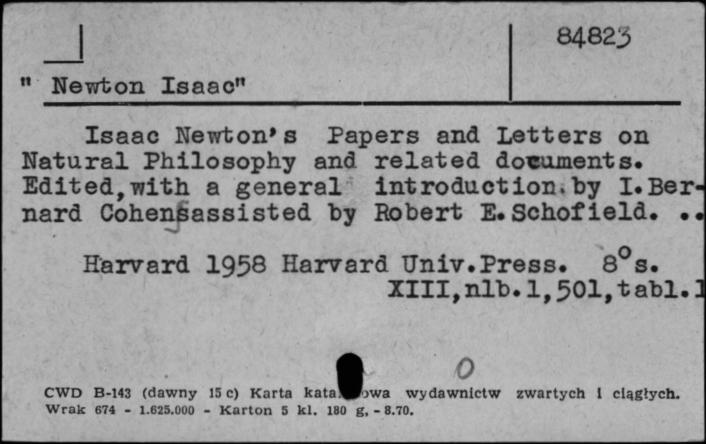 84823
" Newton Isaac"
Isaac Newton's Papers and Letters on
Natural Philosophy and related documents.
Edited,with a general introduction.by I.Ber-
nard Cohen assisted by Robert E.Schofield. ..
Harvard 1958 Harvard Univ.Press. 8°s.
XIII,nlb.1,501,tabl.1
0
CWD B-143 (dawny 15 c) Karta kata owa wydawnictw zwartych i ciągłych.
Wrak 674 - 1.625.000 - Karton 5 kl. 180 g, - 8.70.